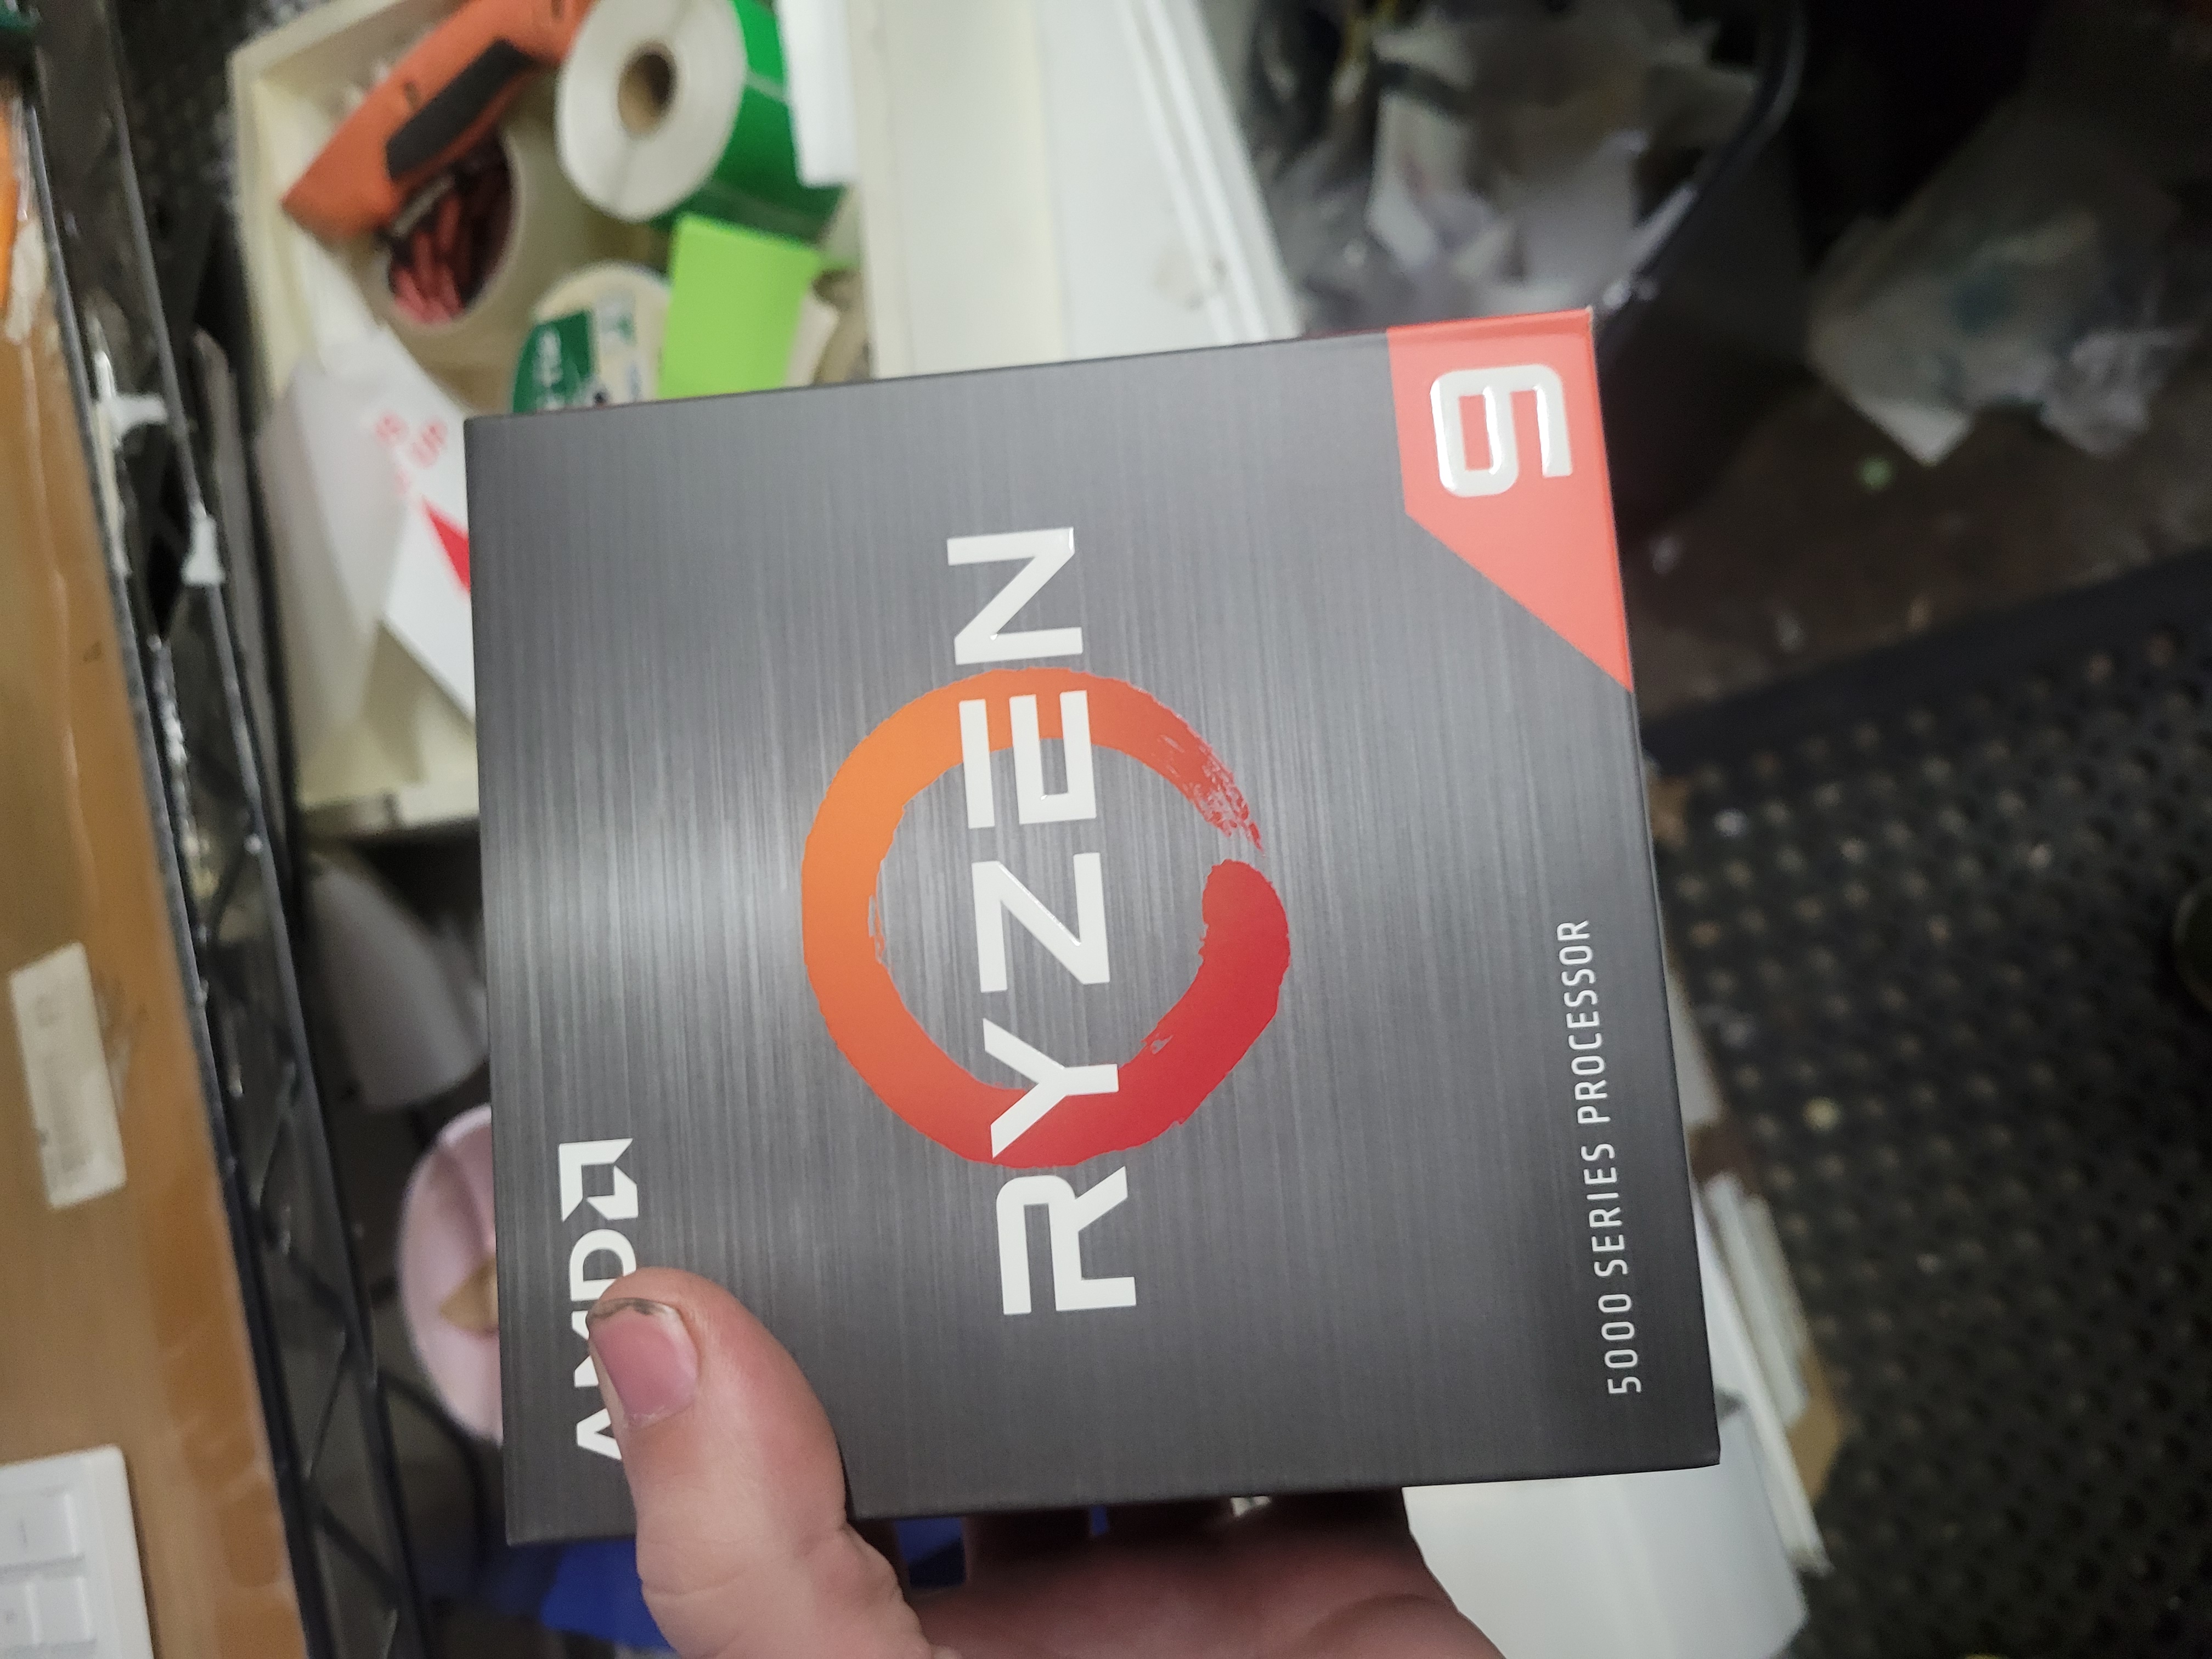 AMD
RYZEN
5000 SERIES PROCESSOR
9